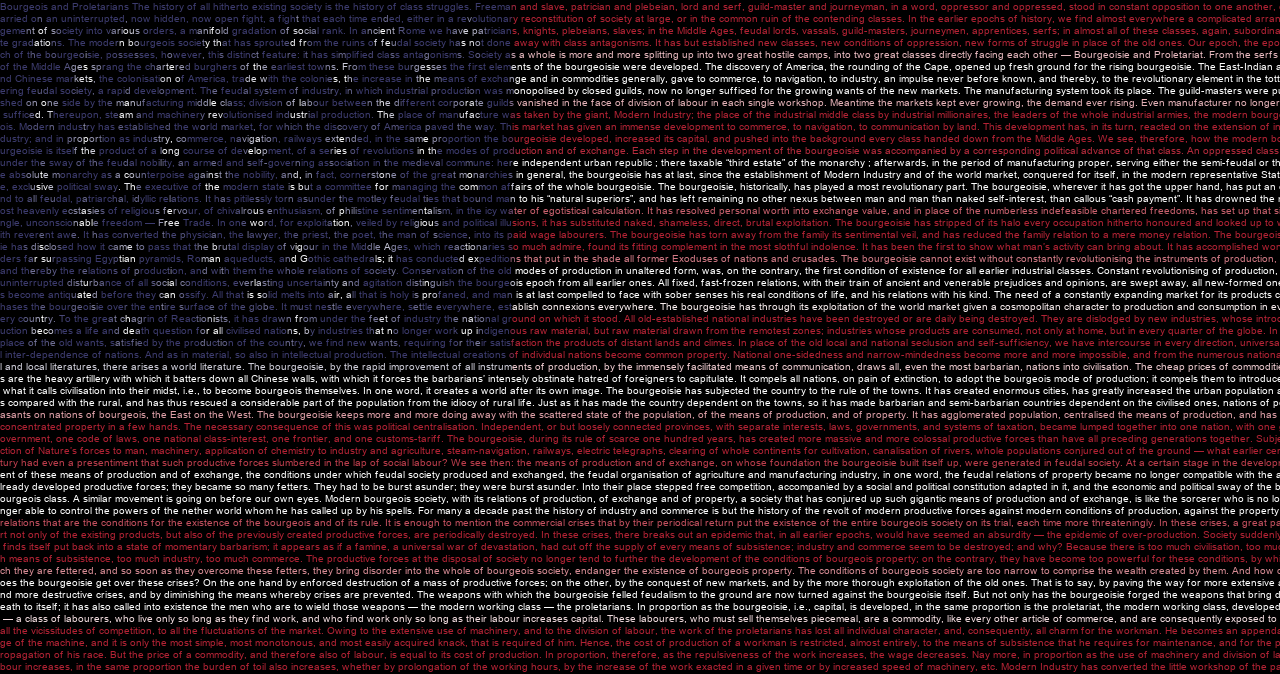 Bourgeois and Proletarians The history of all hitherto existing society is the history of class struggles. Freeman and slave, patrician and plebeian, lord and serf, guild-master and journeyman, in a word, oppressor and oppressed, stood in constant opposition to one another,
arried on an uninterrupted, now hidden, now open fight, a fight that each time ended, either in a revolutionary reconstitution of society at large, or in the common ruin of the contending classes. In the earlier epochs of history, we find almost everywhere a complicated arran
gement of society into various orders, a manifold gradation of social rank. In ancient Rome we have patricians, knights, plebeians, slaves; in the Middle Ages, feudal lords, vassals, guild-masters, journeymen, apprentices, serfs; in almost all of these classes, again, subordina
te gradations. The modern bourgeois society that has sprouted from the ruins of feudal society has not done away with class antagonisms. It has but established new classes, new conditions of oppression, new forms of struggle in place of the old ones. Our epoch, the epo
ch of the bourgeoisie, possesses, however, this distinct feature: it has simplified class antagonisms. Society as a whole is more and more splitting up into two great hostile camps, into two great classes directly facing each other — Bourgeoisie and Proletariat. From the serfs
of the Middle Ages sprang the chartered burghers of the earliest towns. From these burgesses the first elements of the bourgeoisie were developed. The discovery of America, the rounding of the Cape, opened up fresh ground for the rising bourgeoisie. The East-Indian a
nd Chinese markets, the colonisation of America, trade with the colonies, the increase in the means of exchange and in commodities generally, gave to commerce, to navigation, to industry, an impulse never before known, and thereby, to the revolutionary element in the tott
ering feudal society, a rapid development. The feudal system of industry, in which industrial production was monopolised by closed guilds, now no longer sufficed for the growing wants of the new markets. The manufacturing system took its place. The guild-masters were pu
shed on one side by the manufacturing middle class; division of labour between the different corporate guilds vanished in the face of division of labour in each single workshop. Meantime the markets kept ever growing, the demand ever rising. Even manufacturer no longer
sufficed. Thereupon, steam and machinery revolutionised industrial production. The place of manufacture was taken by the giant, Modern Industry; the place of the industrial middle class by industrial millionaires, the leaders of the whole industrial armies, the modern bourg
ois. Modern industry has established the world market, for which the discovery of America paved the way. This market has given an immense development to commerce, to navigation, to communication by land. This development has, in its turn, reacted on the extension of in
dustry; and in proportion as industry, commerce, navigation, railways extended, in the same proportion the bourgeoisie developed, increased its capital, and pushed into the background every class handed down from the Middle Ages. We see, therefore, how the modern bo
urgeoisie is itself the product of a long course of development, of a series of revolutions in the modes of production and of exchange. Each step in the development of the bourgeoisie was accompanied by a corresponding political advance of that class. An oppressed class
under the sway of the feudal nobility, an armed and self-governing association in the medieval commune: here independent urban republic ; there taxable "third estate" of the monarchy ; afterwards, in the period of manufacturing proper, serving either the semi-feudal or th
e absolute monarchy as a counterpoise against the nobility, and, in fact, cornerstone of the great monarchies in general, the bourgeoisie has at last, since the establishment of Modern Industry and of the world market, conquered for itself, in the modern representative Stat
e, exclusive political sway. The executive of the modern state is but a committee for managing the common affairs of the whole bourgeoisie. The bourgeoisie, historically, has played a most revolutionary part. The bourgeoisie, wherever it has got the upper hand, has put an e
nd to all feudal, patriarchal, idyllic relations. It has pitilessly torn asunder the motley feudal ties that bound man to his "natural superiors", and has left remaining no other nexus between man and man than naked self-interest, than callous "cash payment". It has drowned the m
ost heavenly ecstasies of religious fervour, of chivalrous enthusiasm, of philistine sentimentalism, in the icy water of egotistical calculation. It has resolved personal worth into exchange value, and in place of the numberless indefeasible chartered freedoms, has set up that si
ngle, unconscionable freedom — Free Trade. In one word, for exploitation, veiled by religious and political illusions, it has substituted naked, shameless, direct, brutal exploitation. The bourgeoisie has stripped of its halo every occupation hitherto honoured and looked up to w
ith reverent awe. It has converted the physician, the lawyer, the priest, the poet, the man of science, into its paid wage labourers. The bourgeoisie has torn away from the family its sentimental veil, and has reduced the family relation to a mere money relation. The bourgeois
ie has disclosed how it came to pass that the brutal display of vigour in the Middle Ages, which reactionaries so much admire, found its fitting complement in the most slothful indolence. It has been the first to show what man's activity can bring about. It has accomplished won
ders far surpassing Egyptian pyramids, Roman aqueducts, and Gothic cathedrals; it has conducted expeditions that put in the shade all former Exoduses of nations and crusades. The bourgeoisie cannot exist without constantly revolutionising the instruments of production,
and thereby the relations of production, and with them the whole relations of society. Conservation of the old modes of production in unaltered form, was, on the contrary, the first condition of existence for all earlier industrial classes. Constant revolutionising of production,
uninterrupted disturbance of all social conditions, everlasting uncertainty and agitation distinguish the bourgeois epoch from all earlier ones. All fixed, fast-frozen relations, with their train of ancient and venerable prejudices and opinions, are swept away, all new-formed one
s become antiquated before they can ossify. All that is solid melts into air, all that is holy is profaned, and man is at last compelled to face with sober senses his real conditions of life, and his relations with his kind. The need of a constantly expanding market for its products c
hases the bourgeoisie over the entire surface of the globe. It must nestle everywhere, settle everywhere, establish connexions everywhere. The bourgeoisie has through its exploitation of the world market given a cosmopolitan character to production and consumption in ev
ery country. To the great chagrin of Reactionists, it has drawn from under the feet of industry the national ground on which it stood. All old-established national industries have been destroyed or are daily being destroyed. They are dislodged by new industries, whose intro
uction becomes a life and death question for all civilised nations, by industries that no longer work up indigenous raw material, but raw material drawn from the remotest zones; industries whose products are consumed, not only at home, but in every quarter of the globe. In
place of the old wants, satisfied by the production of the country, we find new wants, requiring for their satisfaction the products of distant lands and climes. In place of the old local and national seclusion and self-sufficiency, we have intercourse in every direction, universa
l inter-dependence of nations. And as in material, so also in intellectual production. The intellectual creations of individual nations become common property. National one-sidedness and narrow-mindedness become more and more impossible, and from the numerous nationa
l and local literatures, there arises a world literature. The bourgeoisie, by the rapid improvement of all instruments of production, by the immensely facilitated means of communication, draws all, even the most barbarian, nations into civilisation. The cheap prices of commoditie
s are the heavy artillery with which it batters down all Chinese walls, with which it forces the barbarians' intensely obstinate hatred of foreigners to capitulate. It compels all nations, on pain of extinction, to adopt the bourgeois mode of production; it compels them to introduce
what it calls civilisation into their midst, i.e., to become bourgeois themselves. In one word, it creates a world after its own image. The bourgeoisie has subjected the country to the rule of the towns. It has created enormous cities, has greatly increased the urban population a
s compared with the rural, and has thus rescued a considerable part of the population from the idiocy of rural life. Just as it has made the country dependent on the towns, so it has made barbarian and semi-barbarian countries dependent on the civilised ones, nations of p
asants on nations of bourgeois, the East on the West. The bourgeoisie keeps more and more doing away with the scattered state of the population, of the means of production, and of property. It has agglomerated population, centralised the means of production, and has
concentrated property in a few hands. The necessary consequence of this was political centralisation. Independent, or but loosely connected provinces, with separate interests, laws, governments, and systems of taxation, became lumped together into one nation, with one
overnment, one code of laws, one national class-interest, one frontier, and one customs-tariff. The bourgeoisie, during its rule of scarce one hundred years, has created more massive and more colossal productive forces than have all preceding generations together. Subje
ction of Nature's forces to man, machinery, application of chemistry to industry and agriculture, steam-navigation, railways, electric telegraphs, clearing of whole continents for cultivation, canalisation of rivers, whole populations conjured out of the ground — what earlier cen
tury had even a presentiment that such productive forces slumbered in the lap of social labour? We see then: the means of production and of exchange, on whose foundation the bourgeoisie built itself up, were generated in feudal society. At a certain stage in the develop
ent of these means of production and of exchange, the conditions under which feudal society produced and exchanged, the feudal organisation of agriculture and manufacturing industry, in one word, the feudal relations of property became no longer compatible with the a
lready developed productive forces; they became so many fetters. They had to be burst asunder; they were burst asunder. Into their place stepped free competition, accompanied by a social and political constitution adapted in it, and the economic and political sway of the b
ourgeois class. A similar movement is going on before our own eyes. Modern bourgeois society, with its relations of production, of exchange and of property, a society that has conjured up such gigantic means of production and of exchange, is like the sorcerer who is no lo
nger able to control the powers of the nether world whom he has called up by his spells. For many a decade past the history of industry and commerce is but the history of the revolt of modern productive forces against modern conditions of production, against the property
relations that are the conditions for the existence of the bourgeois and of its rule. It is enough to mention the commercial crises that by their periodical return put the existence of the entire bourgeois society on its trial, each time more threateningly. In these crises, a great pa
rt not only of the existing products, but also of the previously created productive forces, are periodically destroyed. In these crises, there breaks out an epidemic that, in all earlier epochs, would have seemed an absurdity — the epidemic of over-production. Society suddenly
finds itself put back into a state of momentary barbarism; it appears as if a famine, a universal war of devastation, had cut off the supply of every means of subsistence; industry and commerce seem to be destroyed; and why? Because there is too much civilisation, too muc
h means of subsistence, too much industry, too much commerce. The productive forces at the disposal of society no longer tend to further the development of the conditions of bourgeois property; on the contrary, they have become too powerful for these conditions, by whi
ch they are fettered, and so soon as they overcome these fetters, they bring disorder into the whole of bourgeois society, endanger the existence of bourgeois property. The conditions of bourgeois society are too narrow to comprise the wealth created by them. And how d
oes the bourgeoisie get over these crises? On the one hand by enforced destruction of a mass of productive forces; on the other, by the conquest of new markets, and by the more thorough exploitation of the old ones. That is to say, by paving the way for more extensive a
nd more destructive crises, and by diminishing the means whereby crises are prevented. The weapons with which the bourgeoisie felled feudalism to the ground are now turned against the bourgeoisie itself. But not only has the bourgeoisie forged the weapons that bring d
eath to itself; it has also called into existence the men who are to wield those weapons — the modern working class — the proletarians. In proportion as the bourgeoisie, i.e., capital, is developed, in the same proportion is the proletariat, the modern working class, developed
— a class of labourers, who live only so long as they find work, and who find work only so long as their labour increases capital. These labourers, who must sell themselves piecemeal, are a commodity, like every other article of commerce, and are consequently exposed to
all the vicissitudes of competition, to all the fluctuations of the market. Owing to the extensive use of machinery, and to the division of labour, the work of the proletarians has lost all individual character, and, consequently, all charm for the workman. He becomes an appenda
ge of the machine, and it is only the most simple, most monotonous, and most easily acquired knack, that is required of him. Hence, the cost of production of a workman is restricted, almost entirely, to the means of subsistence that he requires for maintenance, and for the p
ropagation of his race. But the price of a commodity, and therefore also of labour, is equal to its cost of production. In proportion, therefore, as the repulsiveness of the work increases, the wage decreases. Nay more, in proportion as the use of machinery and division of la
bour increases, in the same proportion the burden of toil also increases, whether by prolongation of the working hours, by the increase of the work exacted in a given time or by increased speed of machinery, etc. Modern Industry has converted the little workshop of the pa